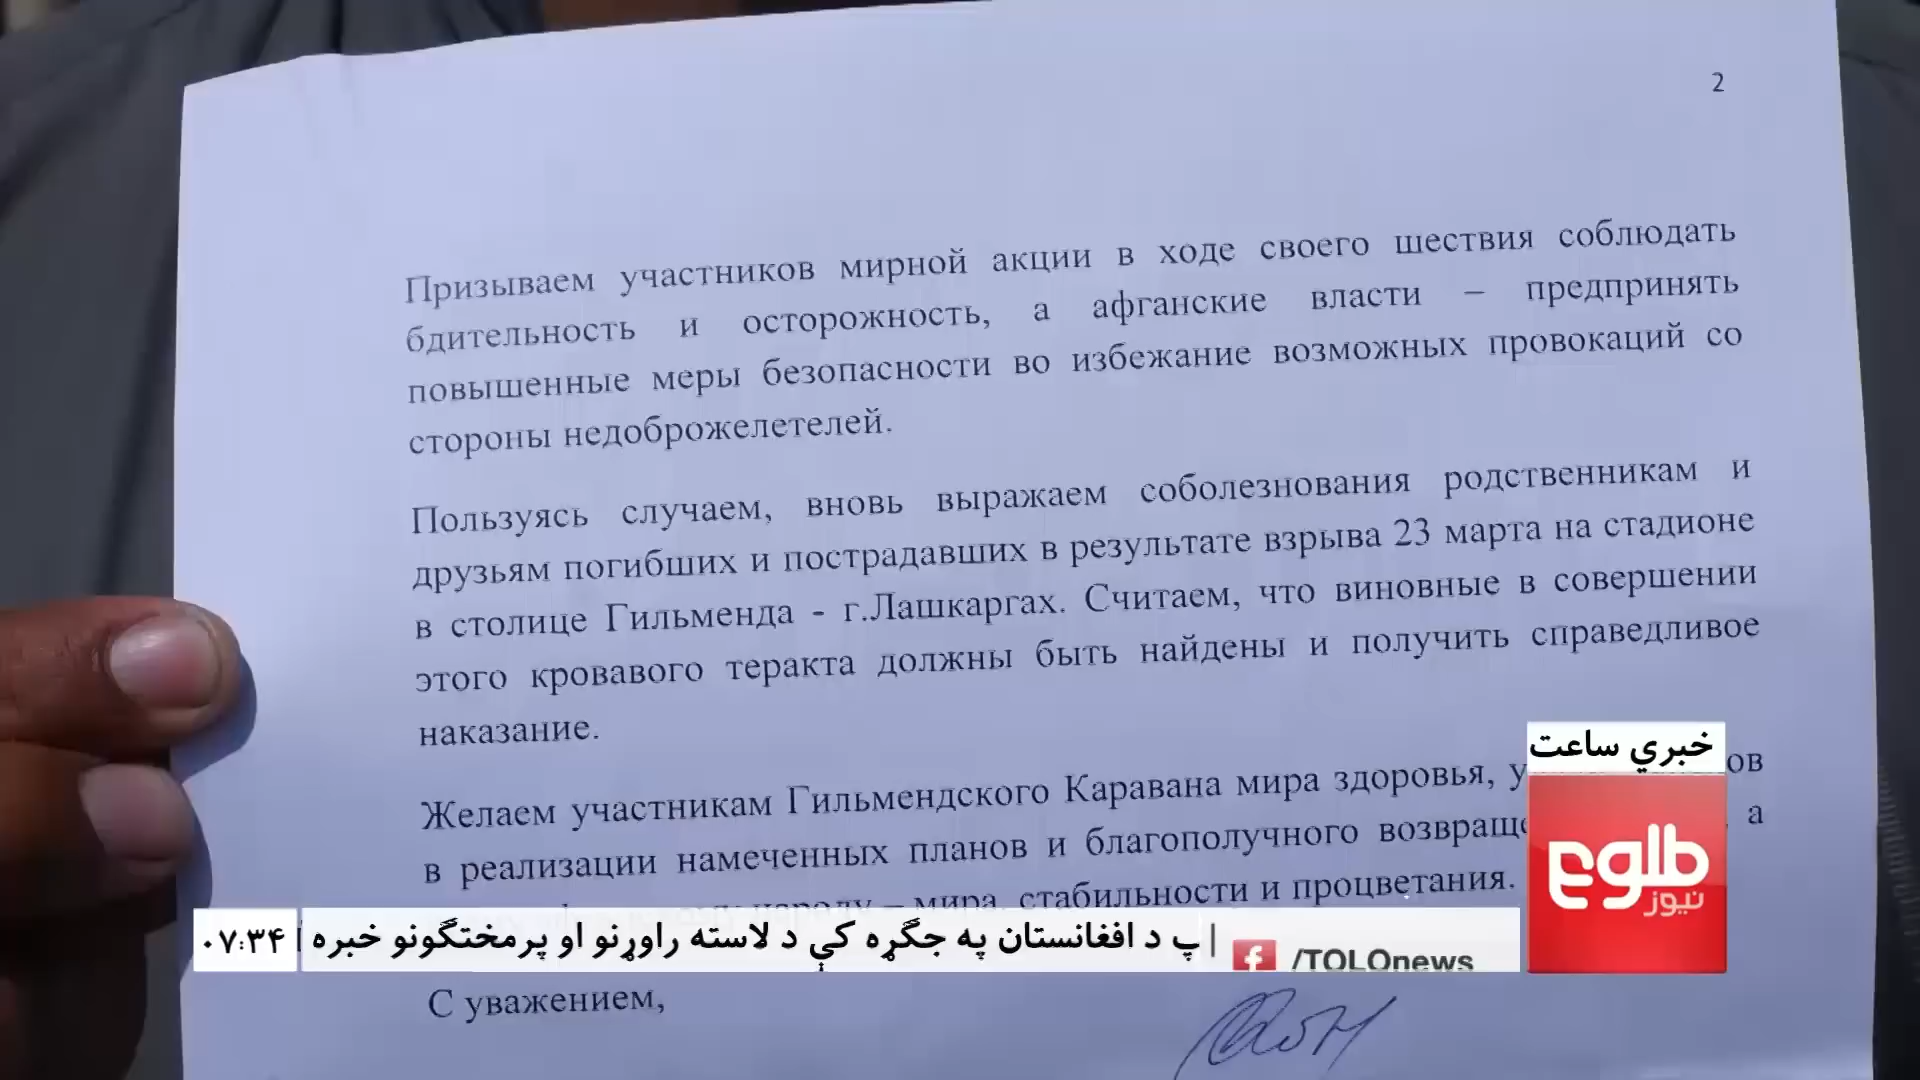 2
Призываем участников мирной акции в ходе своего шествия соблюдать
бдительность и осторожность, а афганские власти – предпринять
повышенные меры безопасности во избежание возможных провокаций со
стороны недоброжелетелей.
Пользуясь случаем, вновь выражаем соболезнования родственникам и
друзьям погибших и пострадавших в результате взрыва 23 марта на стадионе
в столице Гильменда - г.Лашкаргах. Считаем, что виновные в совершении
этого кровавого теракта должны быть найдены и получить справедливое
наказание.
Желаем участникам Гильмендского Каравана мира здоровья,
в реализации намеченных планов и благополучного а
народу – мира, стабильности и процветания.
С уважением,
خبري ساعت
طلوع
نیوز
۰۷:۳۴
پ د افغانستان په جګړه کې د لاسته راوړنو او پرمختګونو خبره |
f /TOLOnews